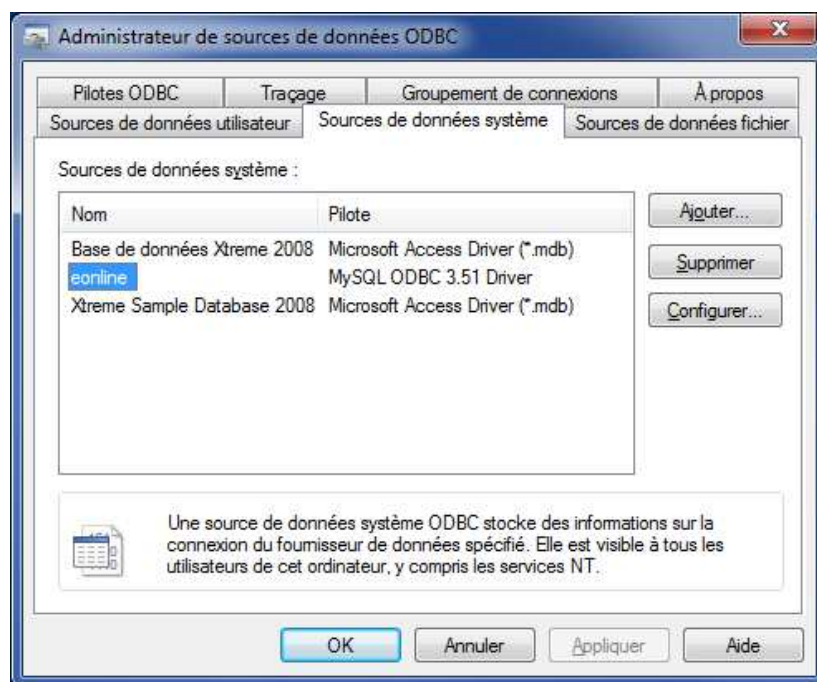 Administrateur de sources de données ODBC
Pilotes ODBC Traçage Groupement de connexions À propos
Sources de données utilisateur Sources de données système Sources de données fichier
Sources de données système :
Nom Pilote
Base de données Xtreme 2008 Microsoft Access Driver (*.mdb)
eonline MySQL ODBC 3.51 Driver
Xtreme Sample Database 2008 Microsoft Access Driver (*.mdb)
Ajouter...
Supprimer
Configurer...
Une source de données système ODBC stocke des informations sur la
connexion du fournisseur de données spécifié. Elle est visible à tous les
utilisateurs de cet ordinateur, y compris les services NT.
OK Annuler Appliquer Aide